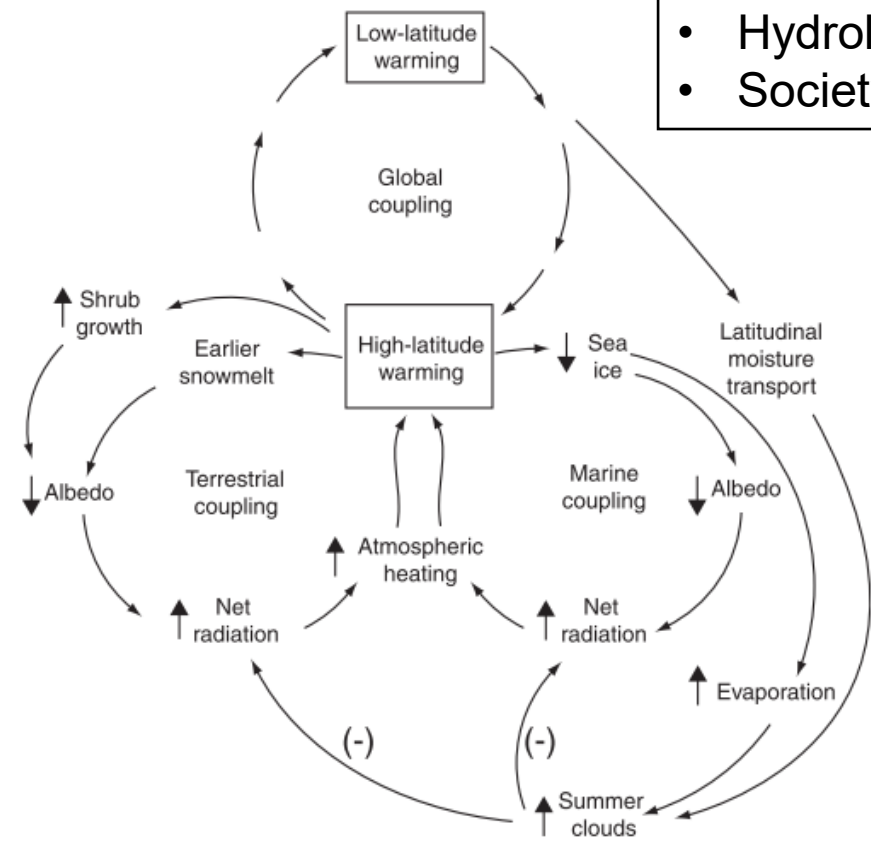 • Hydrol
• Societ
Low-latitude
warming
Global
coupling
Shrub
growth
Earlier
snowmelt
High-latitude
warming
Sea
ice
Latitudinal
moisture
transport
Albedo
Terrestrial
coupling
Marine
coupling
Albedo
Atmospheric
heating
Net
radiation
Net
radiation
Evaporation
(-)
(-)
Summer
clouds